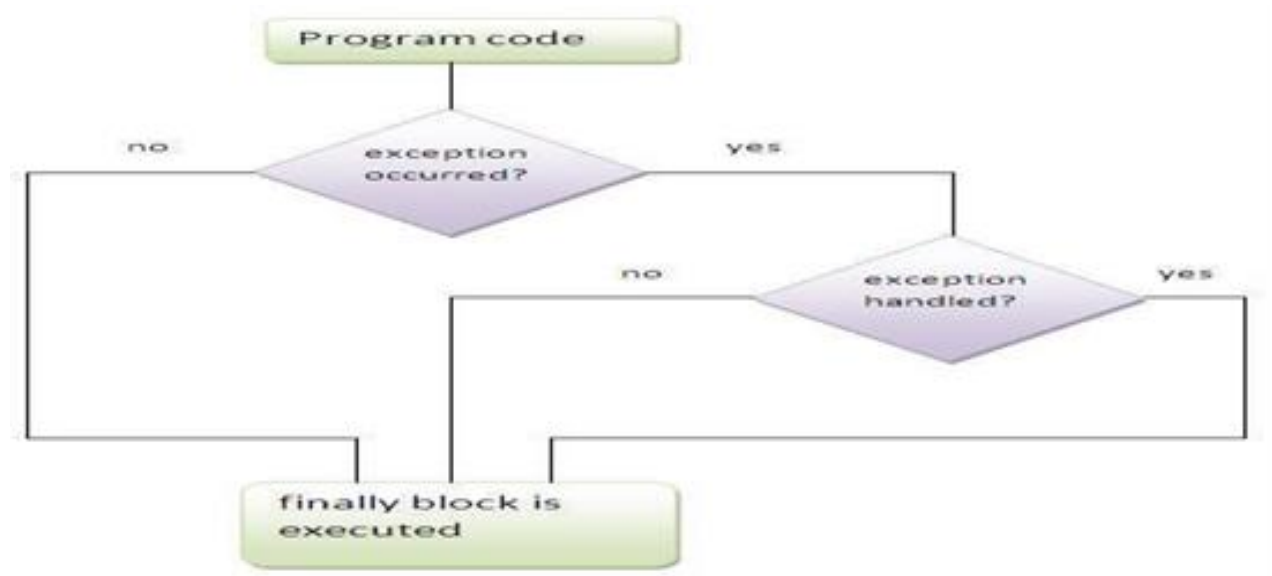 Program code
no
yes
exception
occurred?
no
yes
exception
handled?
finally block is
executed